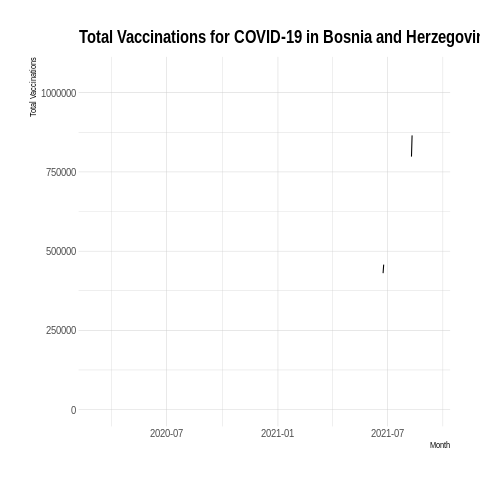 Total Vaccinations for COVID-19 in Bosnia and Herzegovin
Total Vaccinations
1000000
750000
500000
250000
0
2020-07 2021-01 2021-07
Month